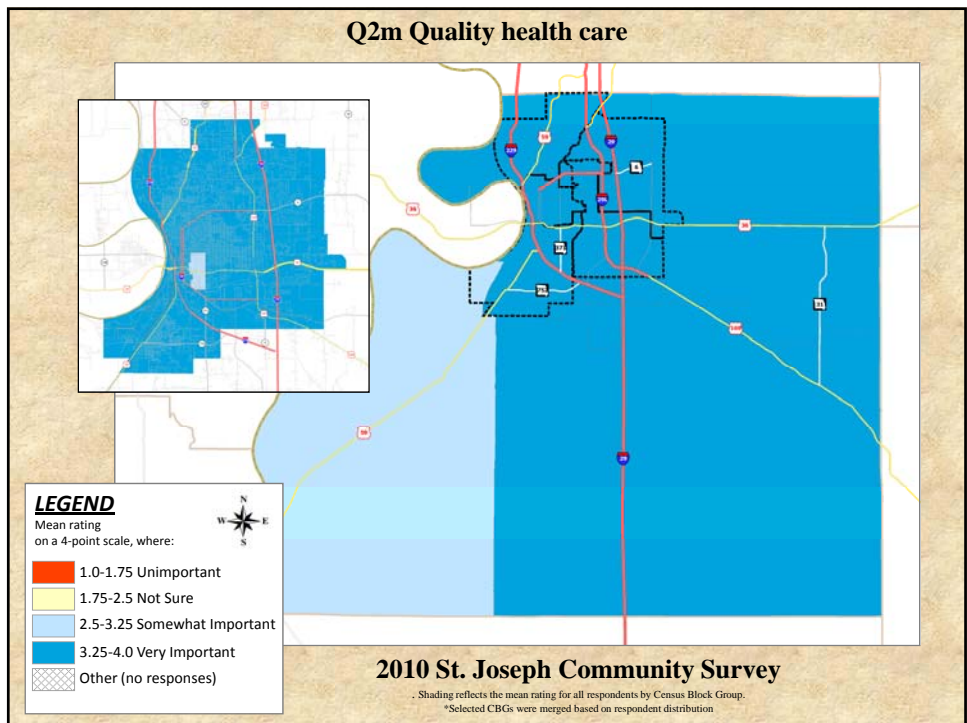 Q2m Quality health care
229
59
29
6
36
29L
36
371
752
31
169
59
29
LEGEND
Mean rating
on a 4-point scale, where:
N
W E
S
1.0-1.75 Unimportant
1.75-2.5 Not Sure
2.5-3.25 Somewhat Important
3.25-4.0 Very Important
Other (no responses)
2010 St. Joseph Community Survey
. Shading reflects the mean rating for all respondents by Census Block Group.
*Selected CBGs were merged based on respondent distribution